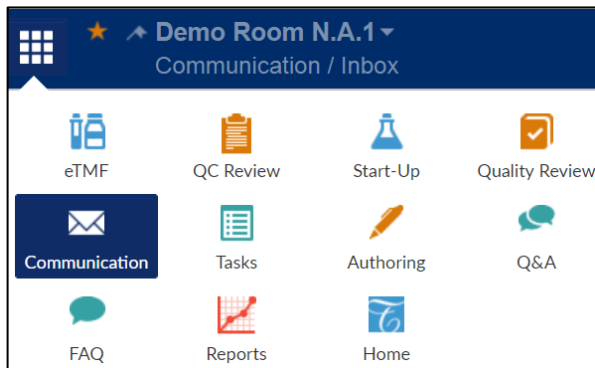 Demo Room N.A.1
Communication / Inbox
eTMF QC Review Start-Up Quality Review
Communication Tasks Authoring Q&A
FAQ Reports Home